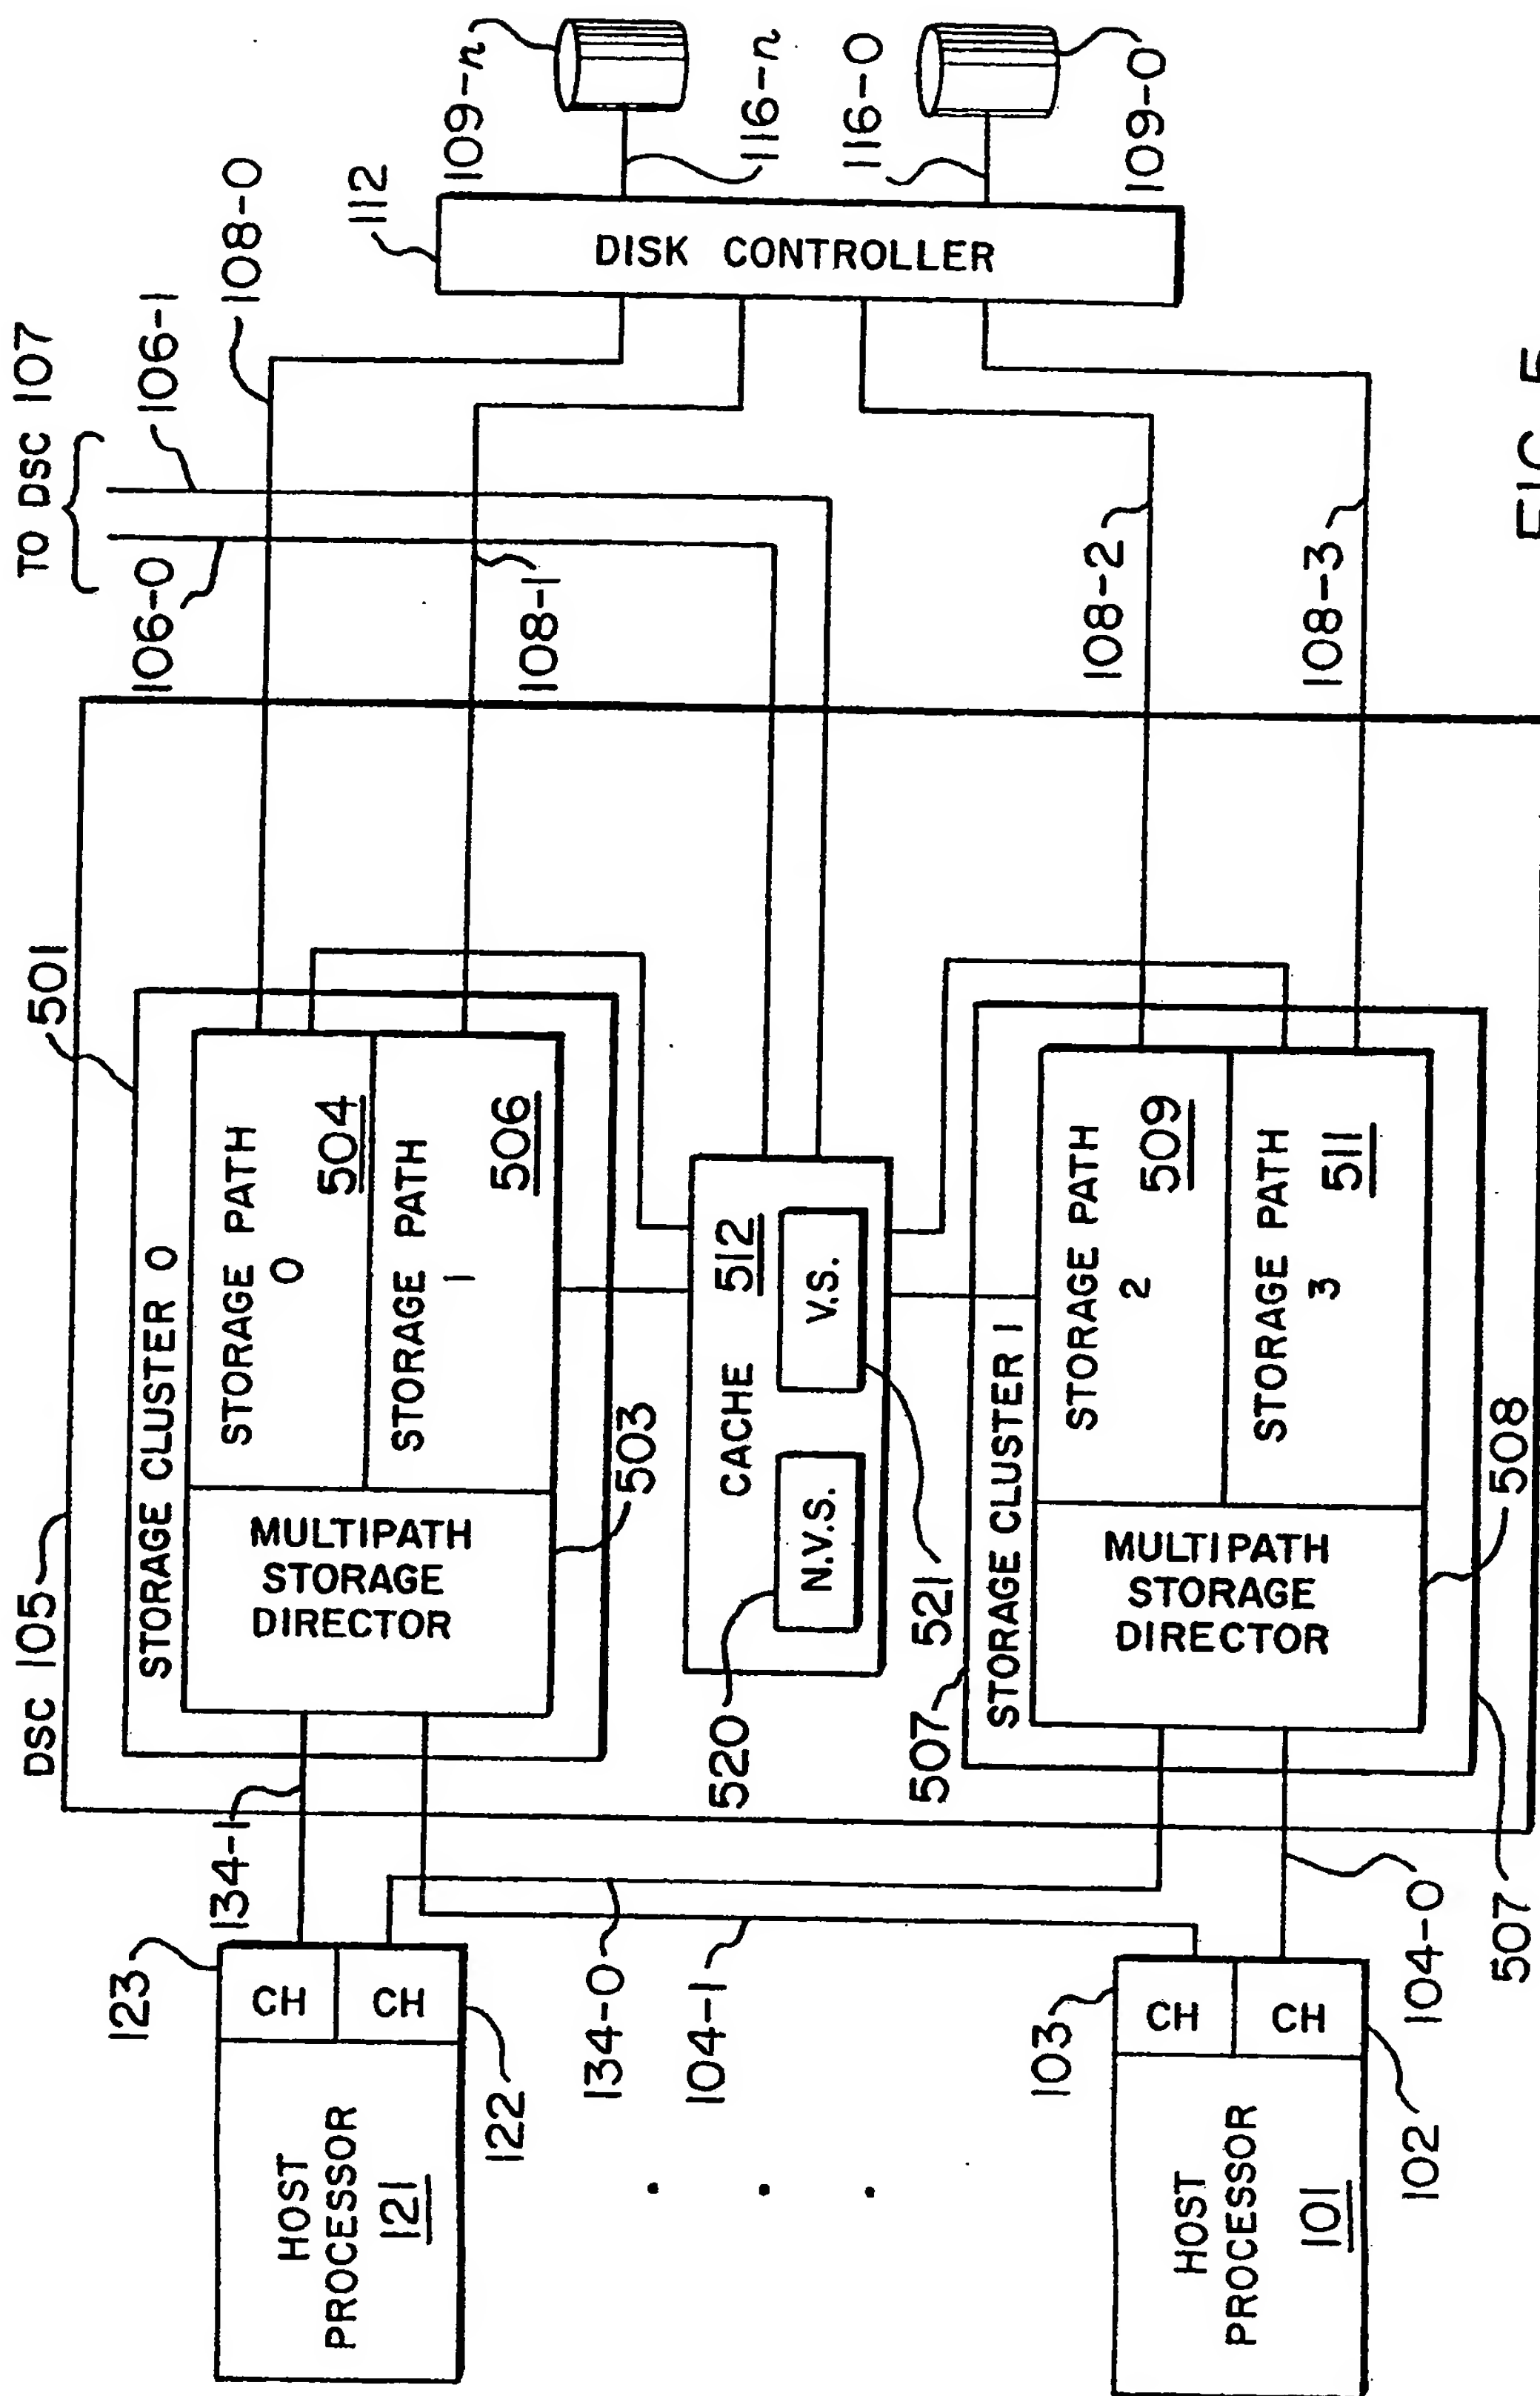 TO DSC 107
106-0
106-1
108-0
112
109-n
DSC 105
501
STORAGE CLUSTER 0
134-1
123
HOST
PROCESSOR
121
CH
CH
122
MULTIPATH
STORAGE
DIRECTOR
503
STORAGE PATH
0
504
STORAGE PATH
1
506
108-1
DISK CONTROLLER
116-n
116-0
109-0
134-0
104-1
520
CACHE 512
N.V.S.
V.S.
521
507
STORAGE CLUSTER 1
108-2
108-3
103
HOST
PROCESSOR
101
CH
CH
102
104-0
MULTIPATH
STORAGE
DIRECTOR
508
STORAGE PATH
2
509
STORAGE PATH
3
511
507